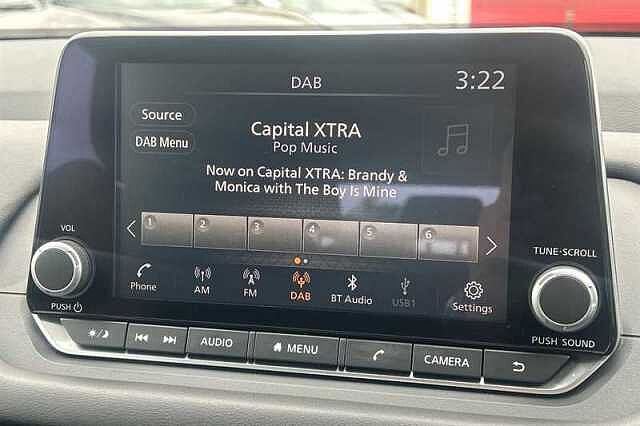 DAB
3:22
Source
DAB Menu
Capital XTRA
Pop Music
Now on Capital XTRA: Brandy &
Monica with The Boy Is Mine
1 2 3 4 5 6
Phone AM FM DAB BT Audio USB1 Settings
VOL
PUSH
TUNE·SCROLL
PUSH SOUND
AUDIO
MENU
CAMERA